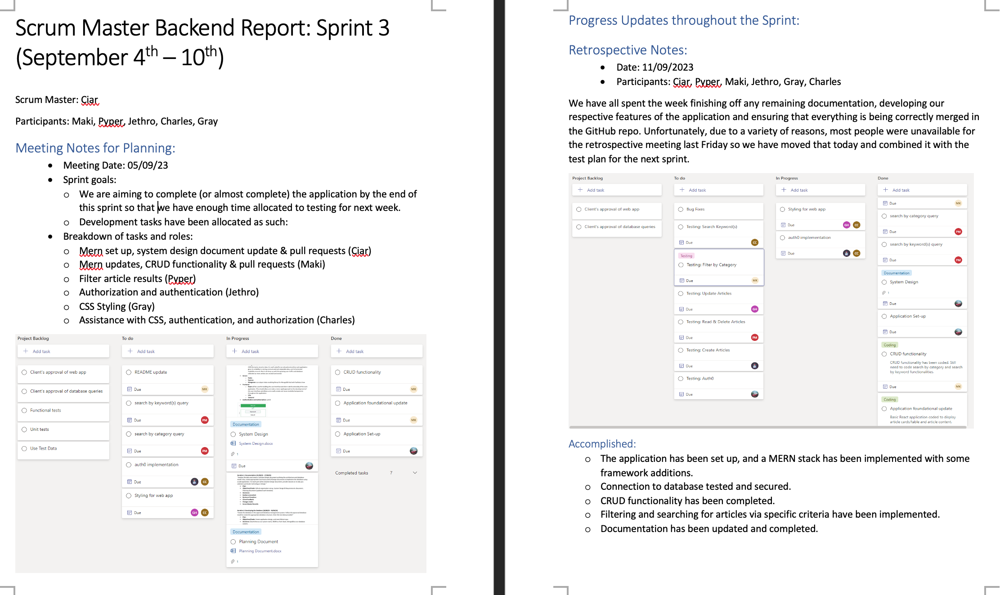 Scrum Master Backend Report: Sprint 3
(September 4th – 10th)
Scrum Master: Ciar
Participants: Maki, Pyper, Jethro, Charles, Gray
Meeting Notes for Planning:
• Meeting Date: 05/09/23
• Sprint goals:
o We are aiming to complete (or almost complete) the application by the end of
this sprint so that we have enough time allocated to testing for next week.
o Development tasks have been allocated as such:
• Breakdown of tasks and roles:
o Mern set up, system design document update & pull requests (Ciar)
o Mern updates, CRUD functionality & pull requests (Maki)
o Filter article results (Pyper)
o Authorization and authentication (Jethro)
o CSS Styling (Gray)
o Assistance with CSS, authentication, and authorization (Charles)
Project Backlog
+ Add task
Client's approval of web app
Client's approval of database queries
Functional tests
Unit tests
Use Test Data
To do
+ Add task
README update
Due MK
search by keyword(s) query
Due PM
search by category query
Due PM
auth0 implementation
Due CC
Styling for web app
Due GH CC
In Progress
+ Add task
Documentation
System Design
System Design.docx
1
Due
Documentation
Planning Document
Planning Document.docx
1
Done
+ Add task
CRUD functionality
Due MK
Application foundational update
Due MK
Application Set-up
Due
Completed tasks 7
Progress Updates throughout the Sprint:
Retrospective Notes:
• Date: 11/09/2023
• Participants: Ciar, Pyper, Maki, Jethro, Gray, Charles
We have all spent the week finishing off any remaining documentation, developing our
respective features of the application and ensuring that everything is being correctly merged in
the GitHub repo. Unfortunately, due to a variety of reasons, most people were unavailable for
the retrospective meeting last Friday so we have moved that today and combined it with the
test plan for the next sprint.
Project Backlog
+ Add task
Client's approval of web app
Client's approval of database queries
To do
+ Add task
Bug Fixes
Testing: Search Keyword(s)
Due CC
Testing
Testing: Filter by Category
Due MK
Testing: Update Articles
Due GH
Testing: Read & Delete Articles
Due PM
Testing: Create Articles
Due
Testing: Auth0
Due
In Progress
+ Add task
Styling for web app
Due GH CC
auth0 implementation
Due CC
Done
+ Add task
Due MK
search by category query
Due PM
search by keyword(s) query
Due PM
Documentation
System Design
1
Due
Application Set-up
Due
Coding
CRUD functionality
CRUD functionality has been coded. Still
need to code search by category and search
by keyword functionalities.
Due MK
Coding
Application foundational update
Basic React application coded to display
article cards/table and article content.
Accomplished:
o The application has been set up, and a MERN stack has been implemented with some
framework additions.
o Connection to database tested and secured.
o CRUD functionality has been completed.
o Filtering and searching for articles via specific criteria have been implemented.
o Documentation has been updated and completed.